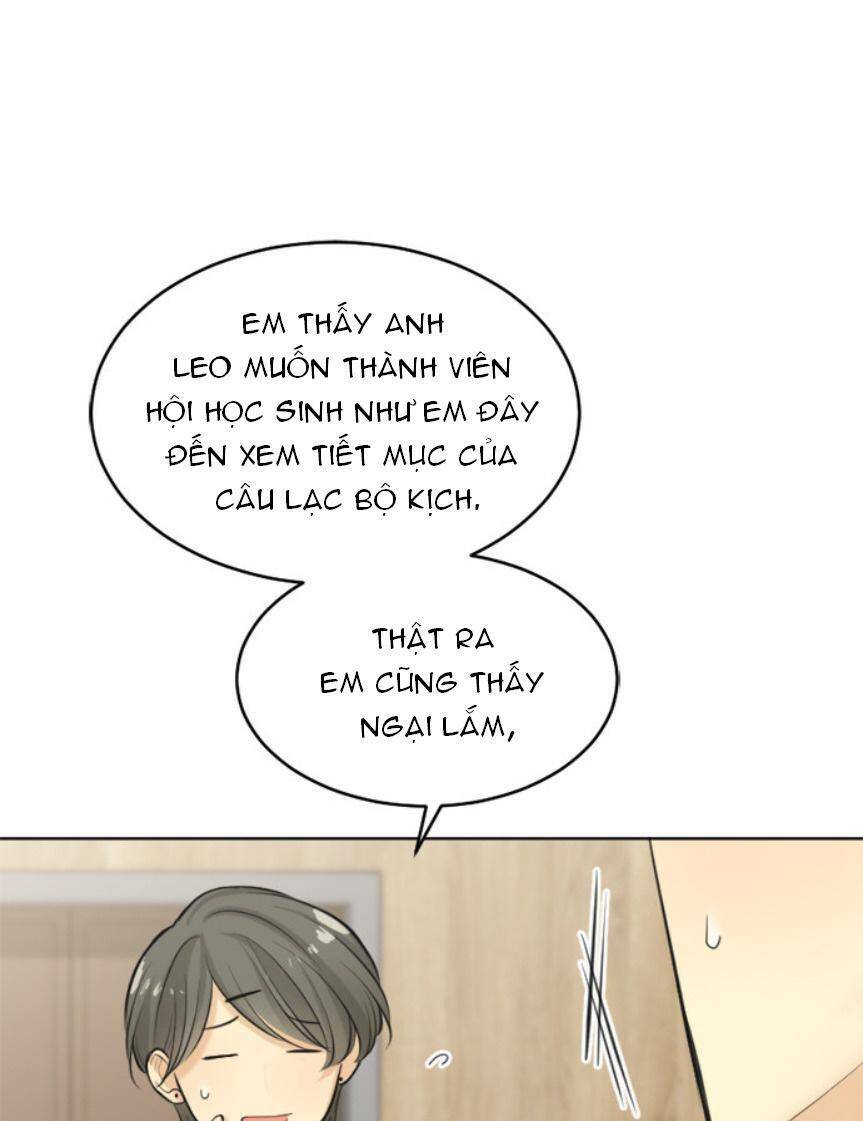 EM THẤY ANH
LEO MUỐN THÀNH VIÊN
HỘI HỌC SINH NHƯ EM ĐÂY
ĐẾN XEM TIẾT MỤC CỦA
CÂU LẠC BỘ KỊCH.
THẬT RA
EM CŨNG THẤY
NGẠI LẮM,